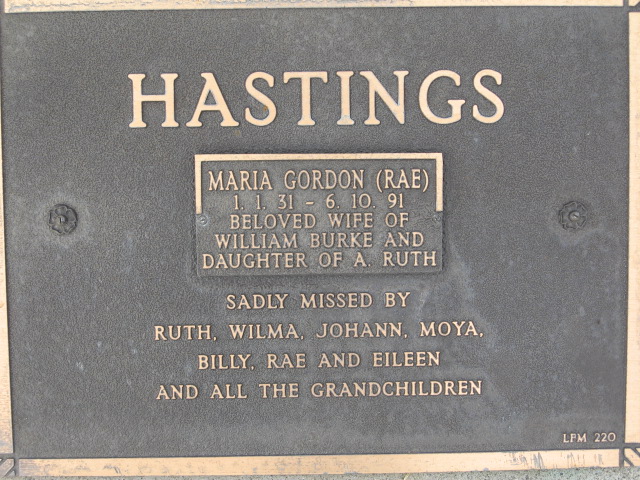 HASTINGS
MARIA GORDON (RAE)
1. 1. 31 - 6. 10. 91
BELOVED WIFE OF
WILLIAM BURKE AND
DAUGHTER OF A. RUTH
SADLY MISSED BY
RUTH, WILMA, JOHANN, MOYA,
BILLY, RAE AND EILEEN
AND ALL THE GRANDCHILDREN
LFM 220